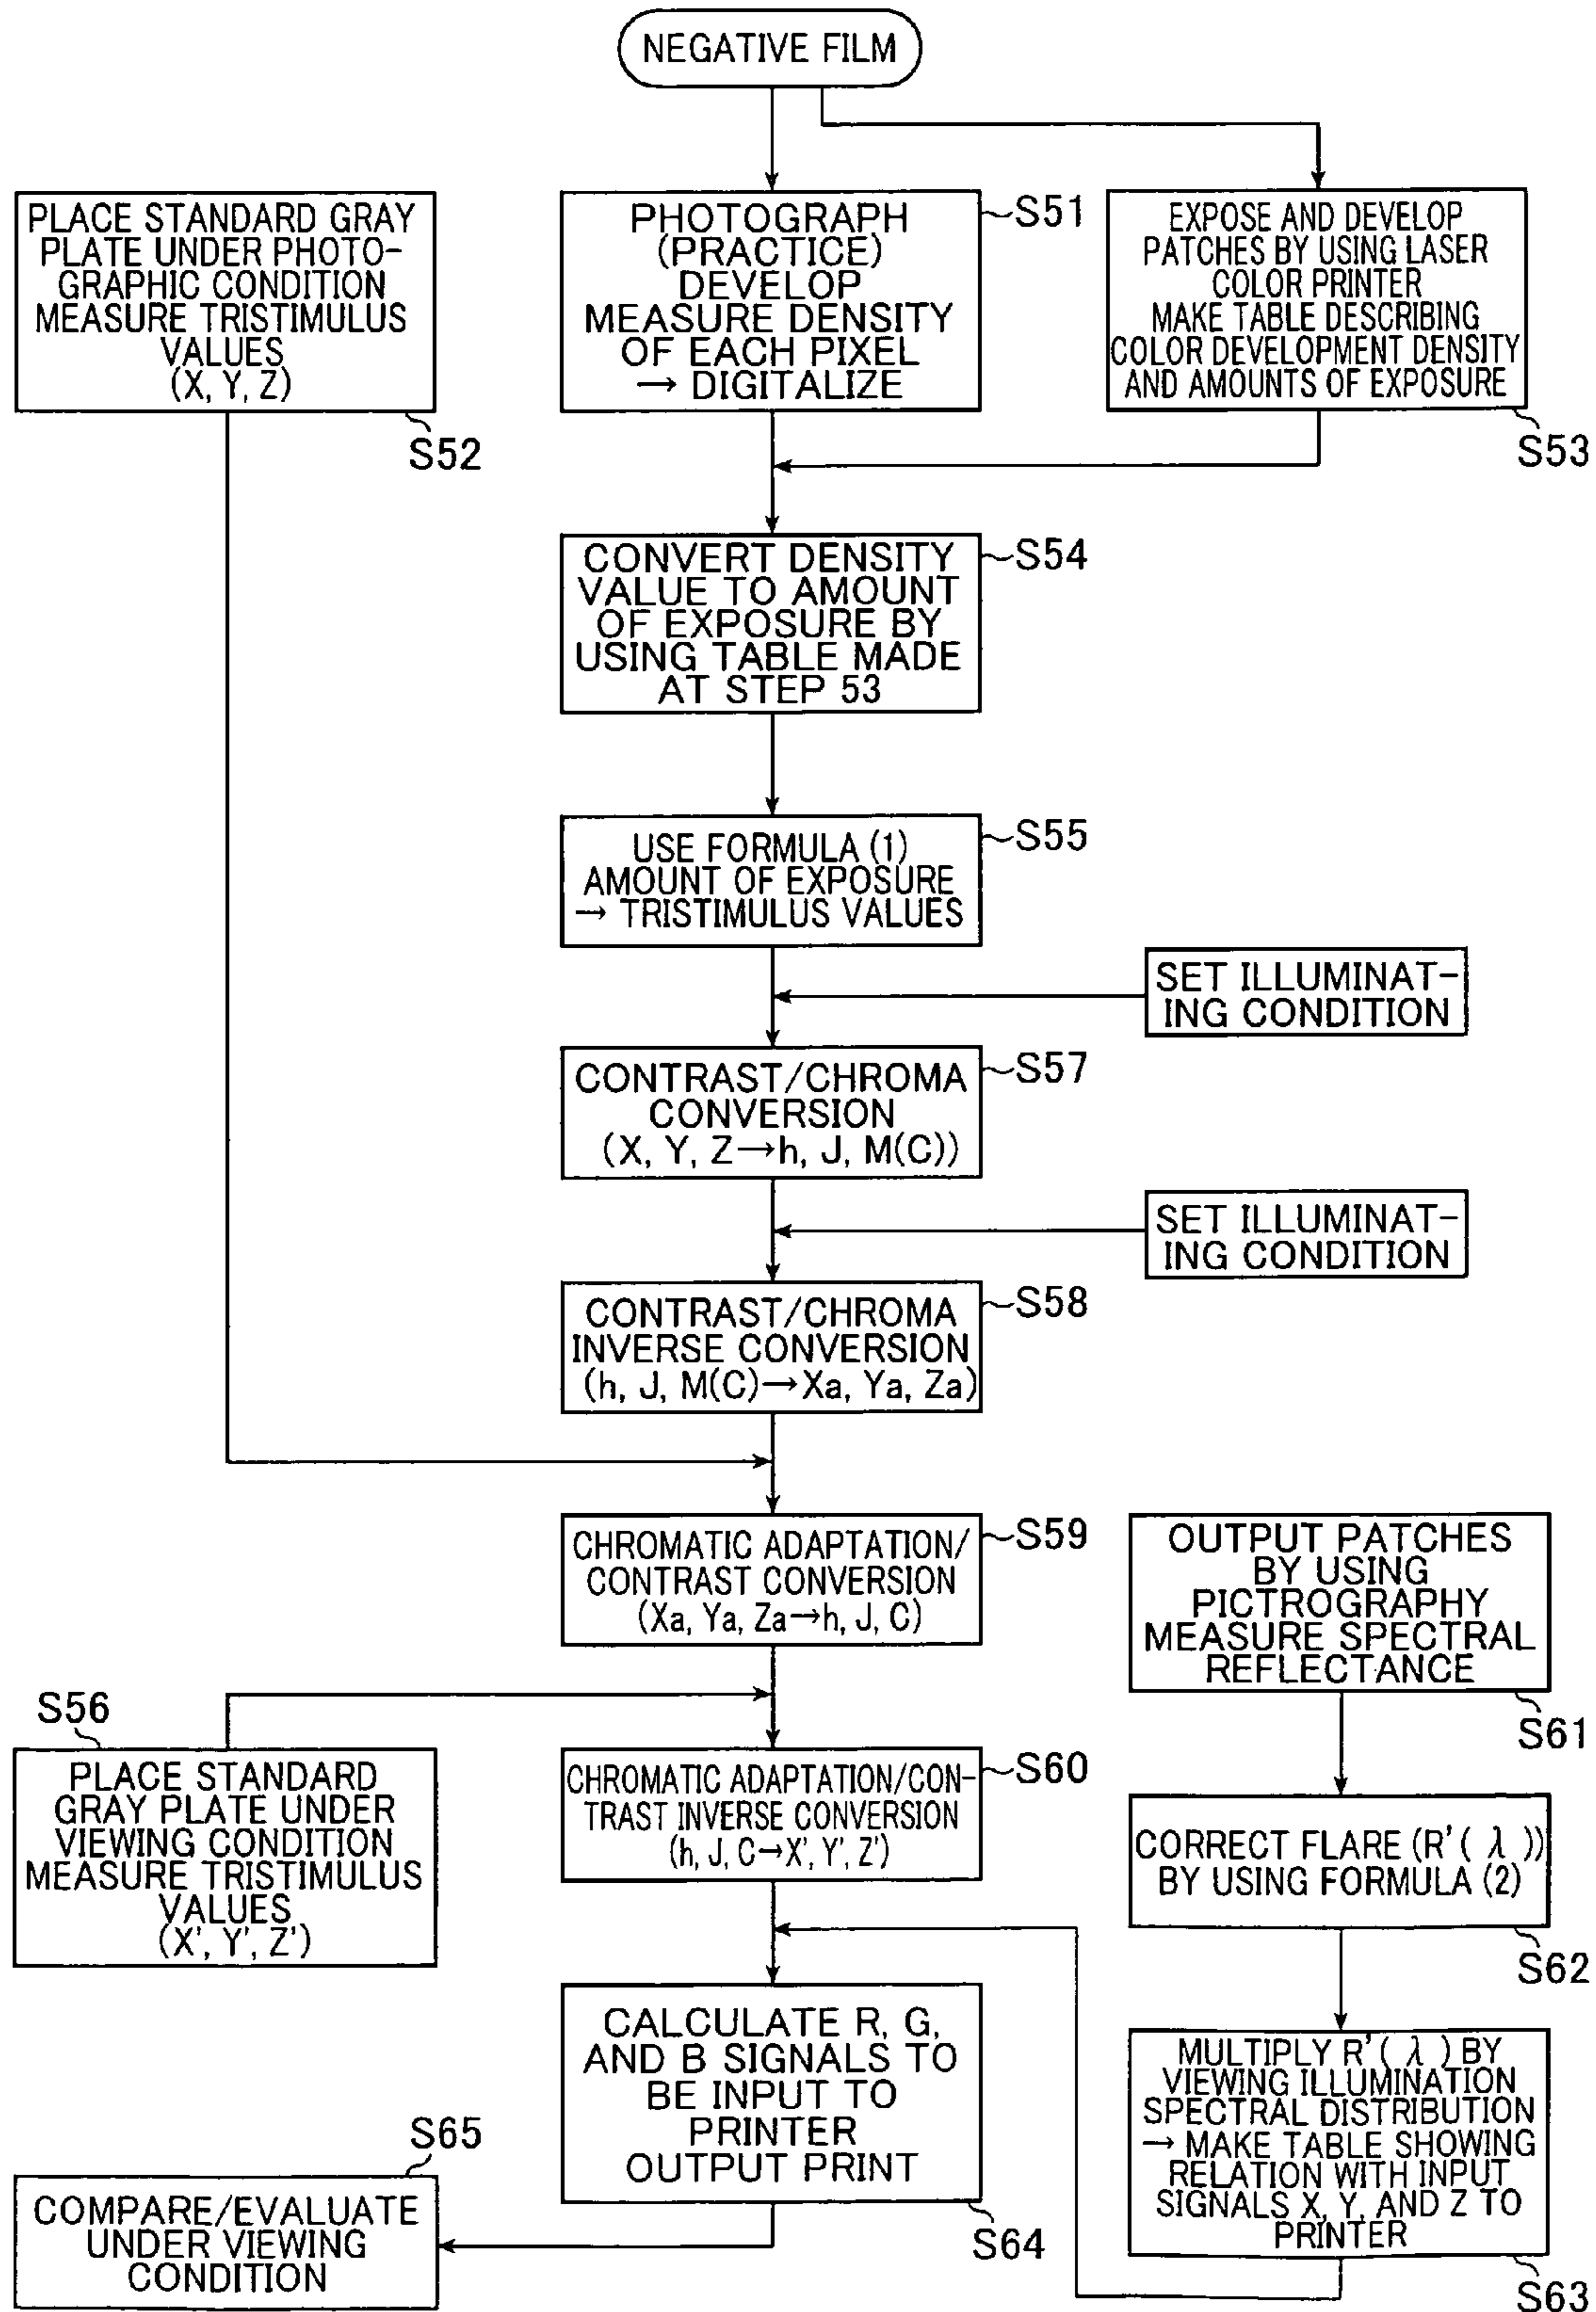 NEGATIVE FILM
PLACE STANDARD GRAY
PLATE UNDER PHOTO-
GRAPHIC CONDITION
MEASURE TRISTIMULUS
VALUES
(X, Y, Z)
S52
PHOTOGRAPH
(PRACTICE)
DEVELOP
MEASURE DENSITY
OF EACH PIXEL
→ DIGITALIZE
S51
EXPOSE AND DEVELOP
PATCHES BY USING LASER
COLOR PRINTER
MAKE TABLE DESCRIBING
COLOR DEVELOPMENT DENSITY
AND AMOUNTS OF EXPOSURE
S53
CONVERT DENSITY
VALUE TO AMOUNT
OF EXPOSURE BY
USING TABLE MADE
AT STEP 53
S54
USE FORMULA (1)
AMOUNT OF EXPOSURE
→ TRISTIMULUS VALUES
S55
SET ILLUMINAT-
ING CONDITION
CONTRAST/CHROMA
CONVERSION
(X, Y, Z→h, J, M(C))
S57
SET ILLUMINAT-
ING CONDITION
CONTRAST/CHROMA
INVERSE CONVERSION
(h, J, M(C)→Xa, Ya, Za)
S58
CHROMATIC ADAPTATION/
CONTRAST CONVERSION
(Xa, Ya, Za→h, J, C)
S59
OUTPUT PATCHES
BY USING
PICTROGRAPHY
MEASURE SPECTRAL
REFLECTANCE
S61
S56
PLACE STANDARD
GRAY PLATE UNDER
VIEWING CONDITION
MEASURE TRISTIMULUS
VALUES
(X', Y', Z')
CHROMATIC ADAPTATION/CON-
TRAST INVERSE CONVERSION
(h, J, C→X', Y', Z')
S60
CORRECT FLARE (R'( λ ))
BY USING FORMULA (2)
S62
CALCULATE R, G,
AND B SIGNALS TO
BE INPUT TO
PRINTER
OUTPUT PRINT
S64
MULTIPLY R'( λ ) BY
VIEWING ILLUMINATION
SPECTRAL DISTRIBUTION
→ MAKE TABLE SHOWING
RELATION WITH INPUT
SIGNALS X, Y, AND Z TO
PRINTER
S63
S65
COMPARE/EVALUATE
UNDER VIEWING
CONDITION